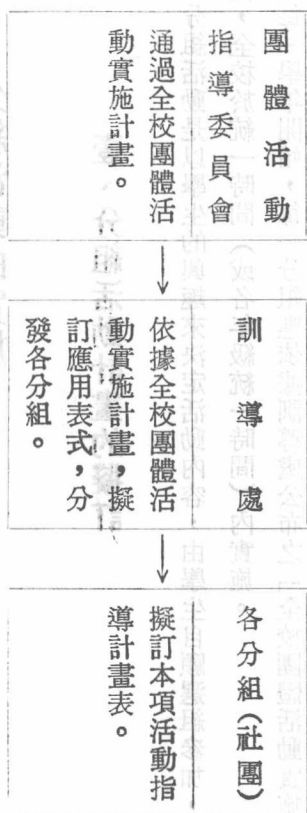 團體活動
指導委員會
通過全校團體活
動實施計畫。
訓導處
依據全校團體活
動實施計畫，擬
訂應用表式，分
發各分組。
各分組（社團）
擬訂本項活動指
導計畫表。